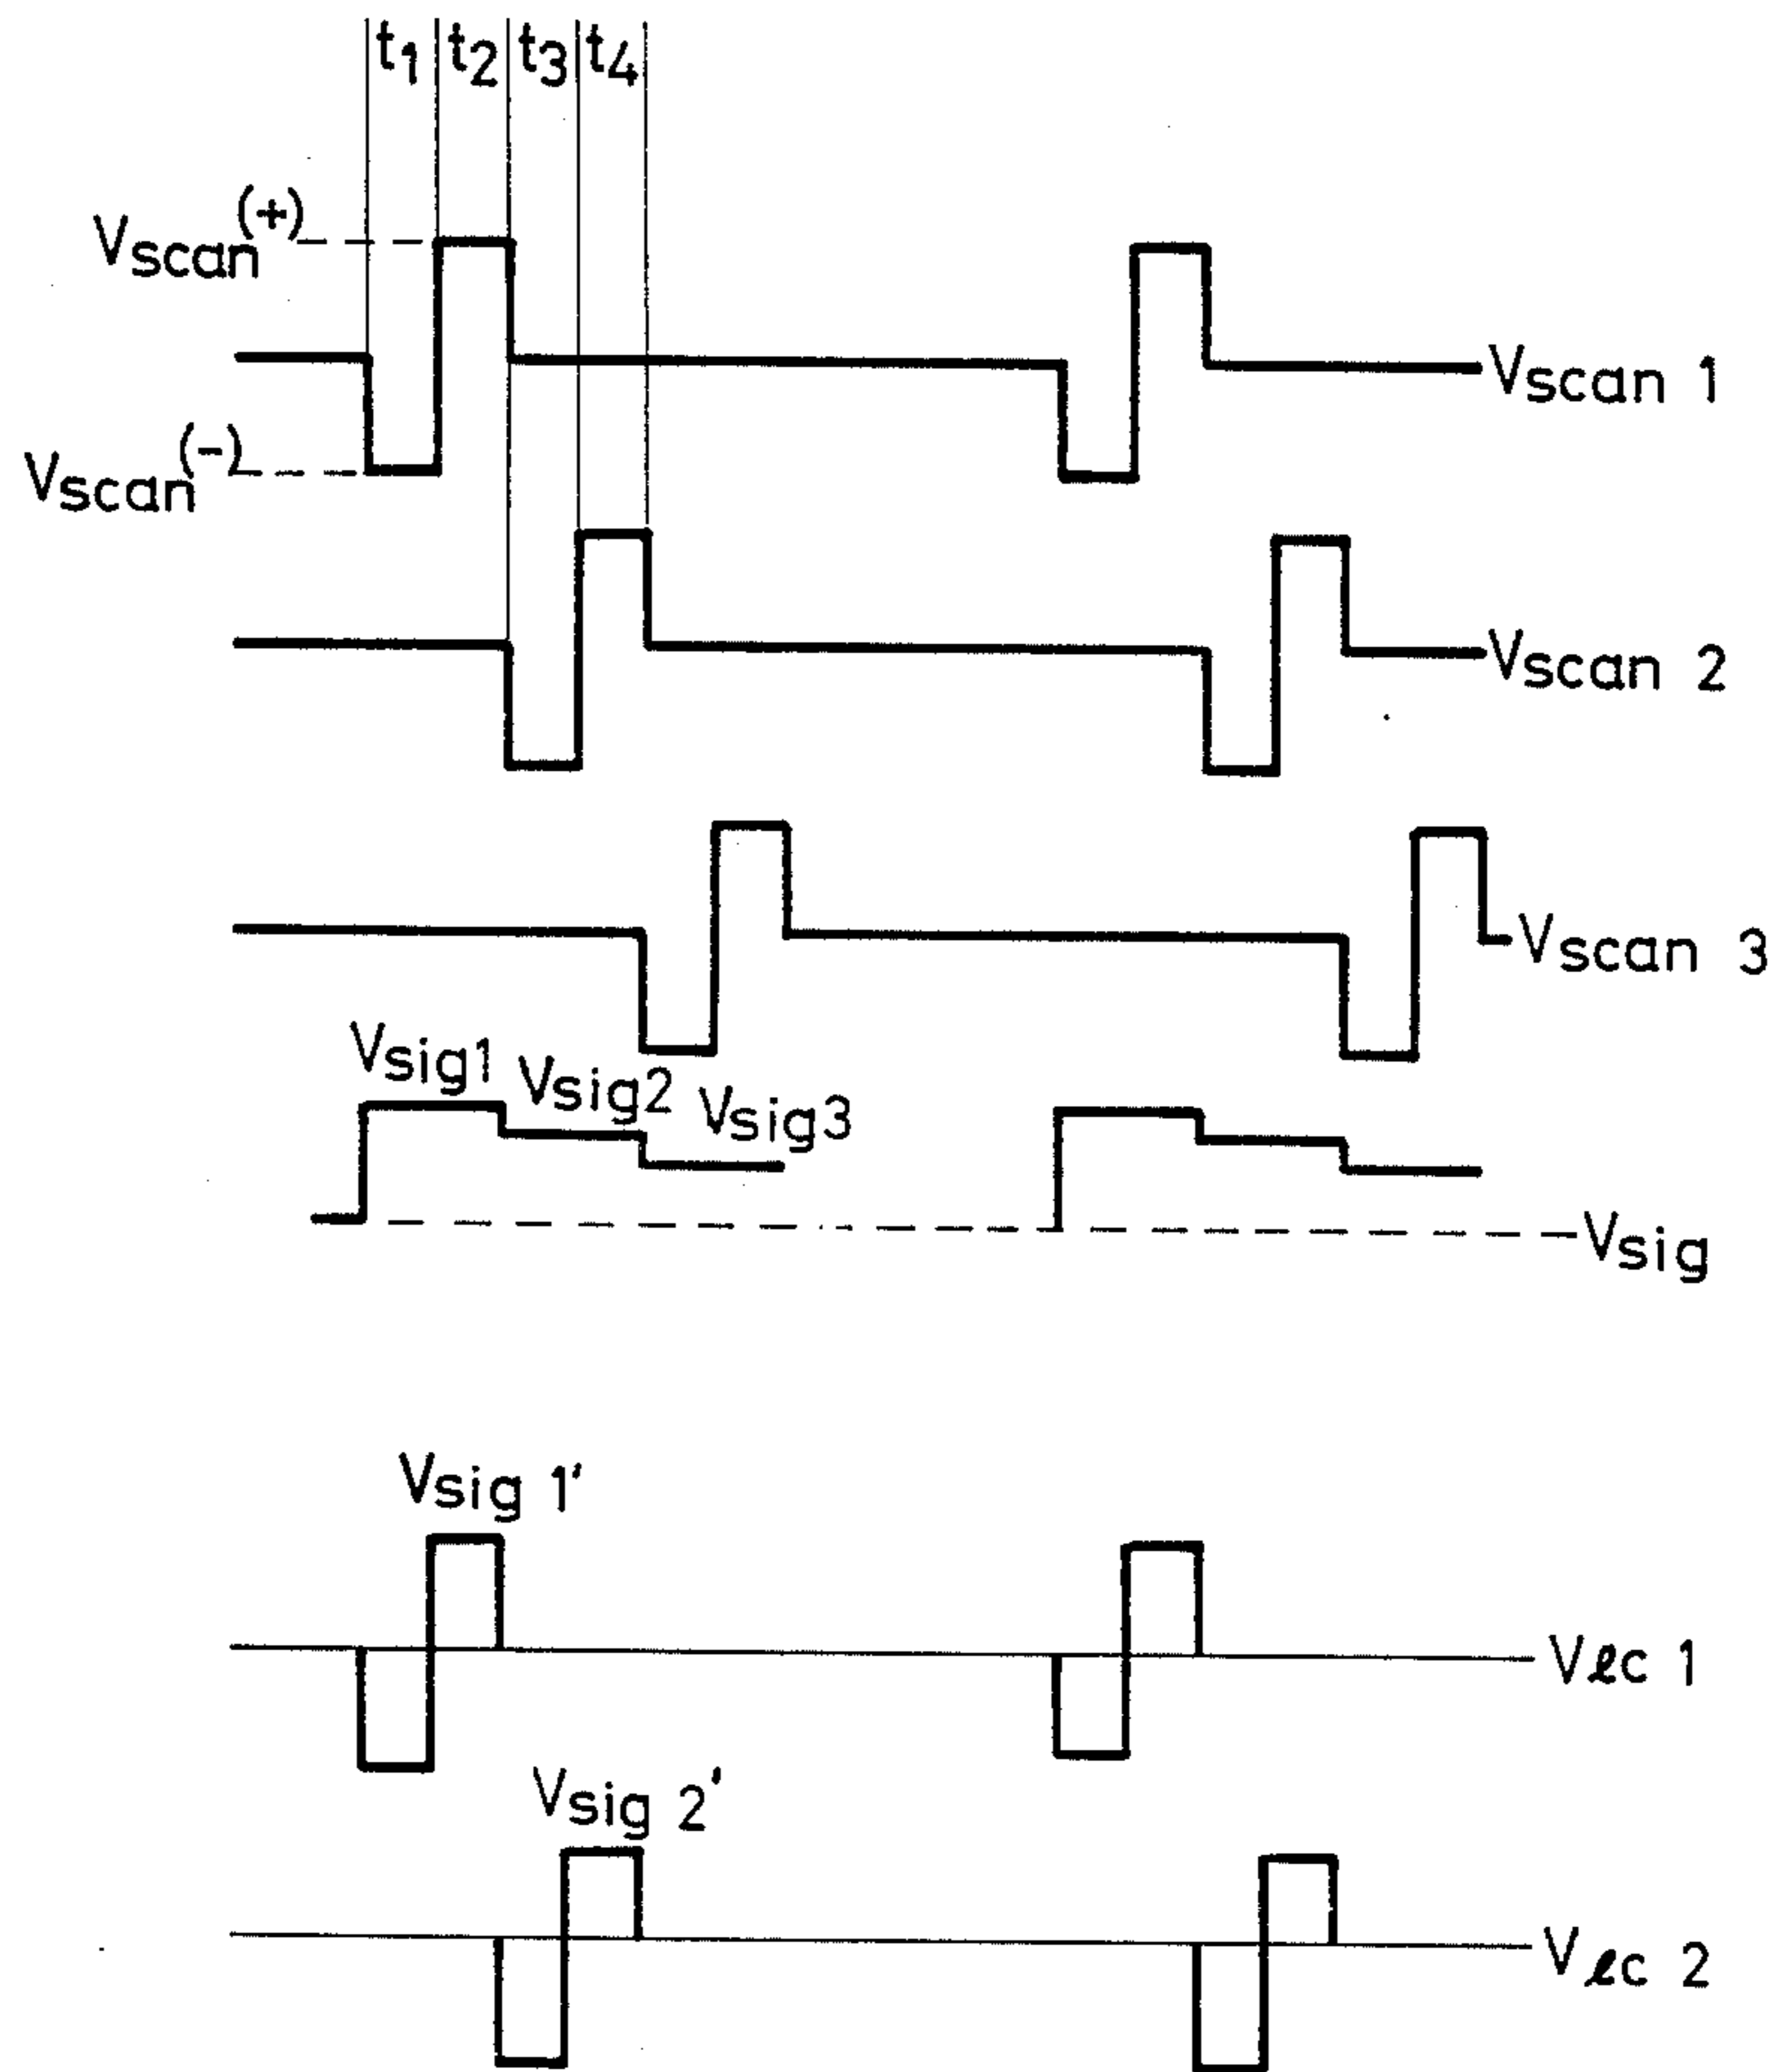 t1 t2 t3 t4
Vscan(+)
Vscan 1
Vscan(-)
Vscan 2
Vscan 3
Vsig1 Vsig2 Vsig3
Vsig
Vsig 1'
Vℓc 1
Vsig 2'
Vℓc 2